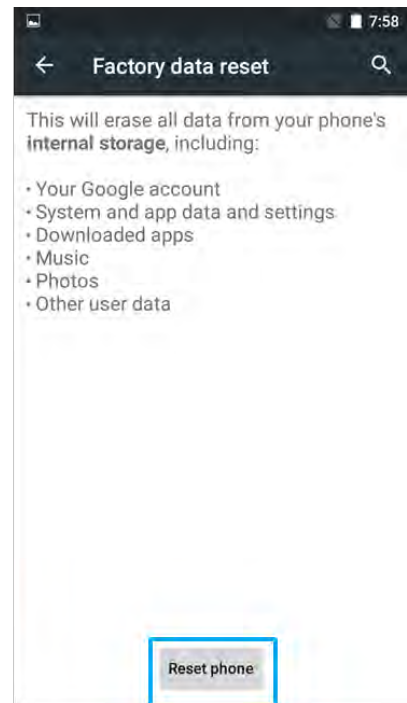 7:58
Factory data reset
This will erase all data from your phone's
internal storage, including:
· Your Google account
· System and app data and settings
· Downloaded apps
· Music
· Photos
· Other user data
Reset phone